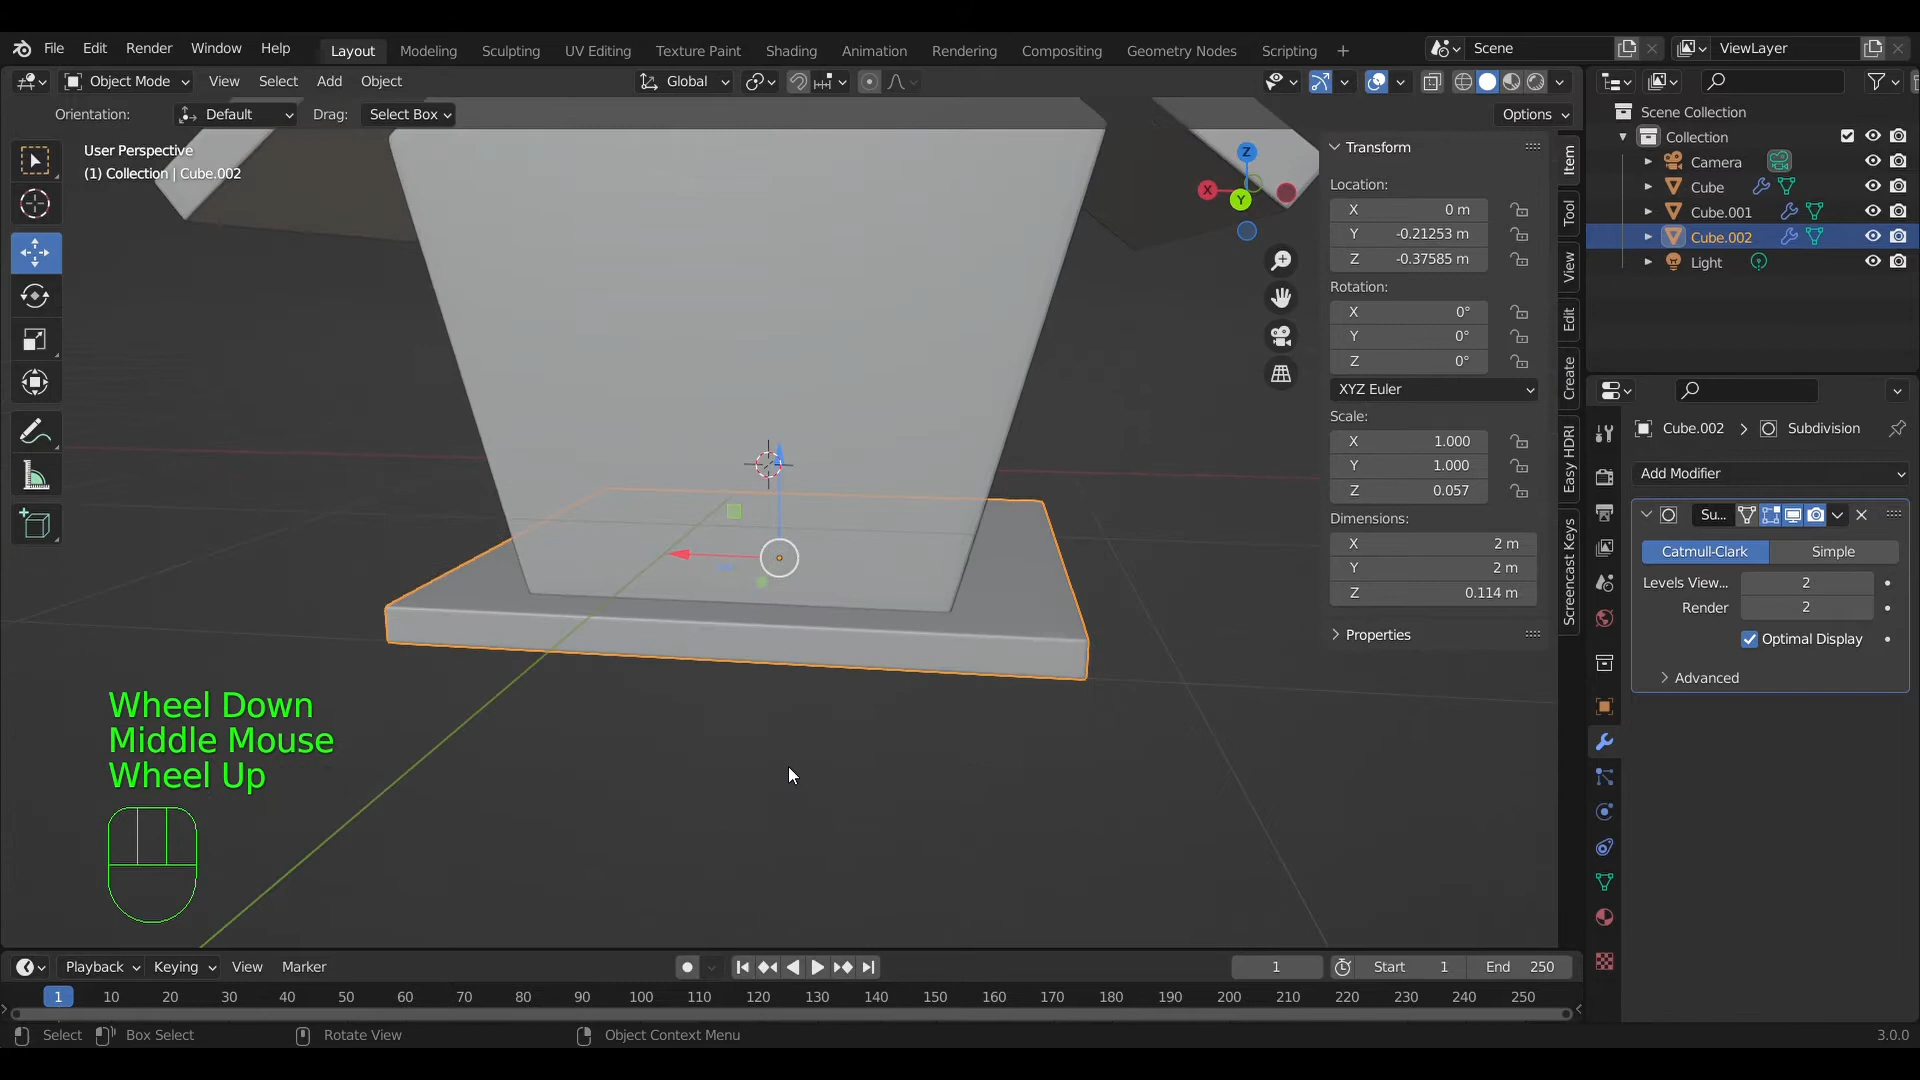 File Edit Render Window Help Layout Modeling Sculpting UV Editing Texture Paint Shading Animation Rendering Compositing Geometry Nodes Scripting + Scene ViewLayer
Object Mode View Select Add Object Global
Orientation: Default Drag: Select Box Options
User Perspective
(1) Collection | Cube.002
Z
X
Y
Transform
Location:
X 0 m
Y -0.21253 m
Z -0.37585 m
Rotation:
X 0°
Y 0°
Z 0°
XYZ Euler
Scale:
X 1.000
Y 1.000
Z 0.057
Dimensions:
X 2 m
Y 2 m
Z 0.114 m
Properties
Item
Tool
View
Edit
Create
Easy HDRI
Screencast Keys
Scene Collection
Collection
Camera
Cube
Cube.001
Cube.002
Light
Cube.002 > Subdivision
Add Modifier
Su...
Catmull-Clark Simple
Levels View... 2
Render 2
Optimal Display
Advanced
Wheel Down
Middle Mouse
Wheel Up
Playback Keying View Marker 1 Start 1 End 250
1 10 20 30 40 50 60 70 80 90 100 110 120 130 140 150 160 170 180 190 200 210 220 230 240 250
Select Box Select Rotate View Object Context Menu 3.0.0